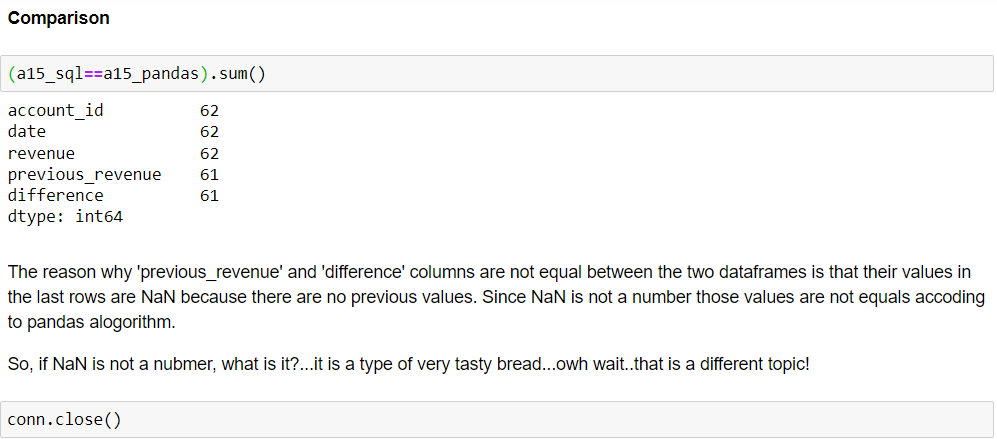 Comparison
(a15_sql==a15_pandas).sum()
account_id 62
date 62
revenue 62
previous_revenue 61
difference 61
dtype: int64
The reason why 'previous_revenue' and 'difference' columns are not equal between the two dataframes is that their values in
the last rows are NaN because there are no previous values. Since NaN is not a number those values are not equals accoding
to pandas alogorithm.
So, if NaN is not a nubmer, what is it?...it is a type of very tasty bread...owh wait..that is a different topic!
conn.close()